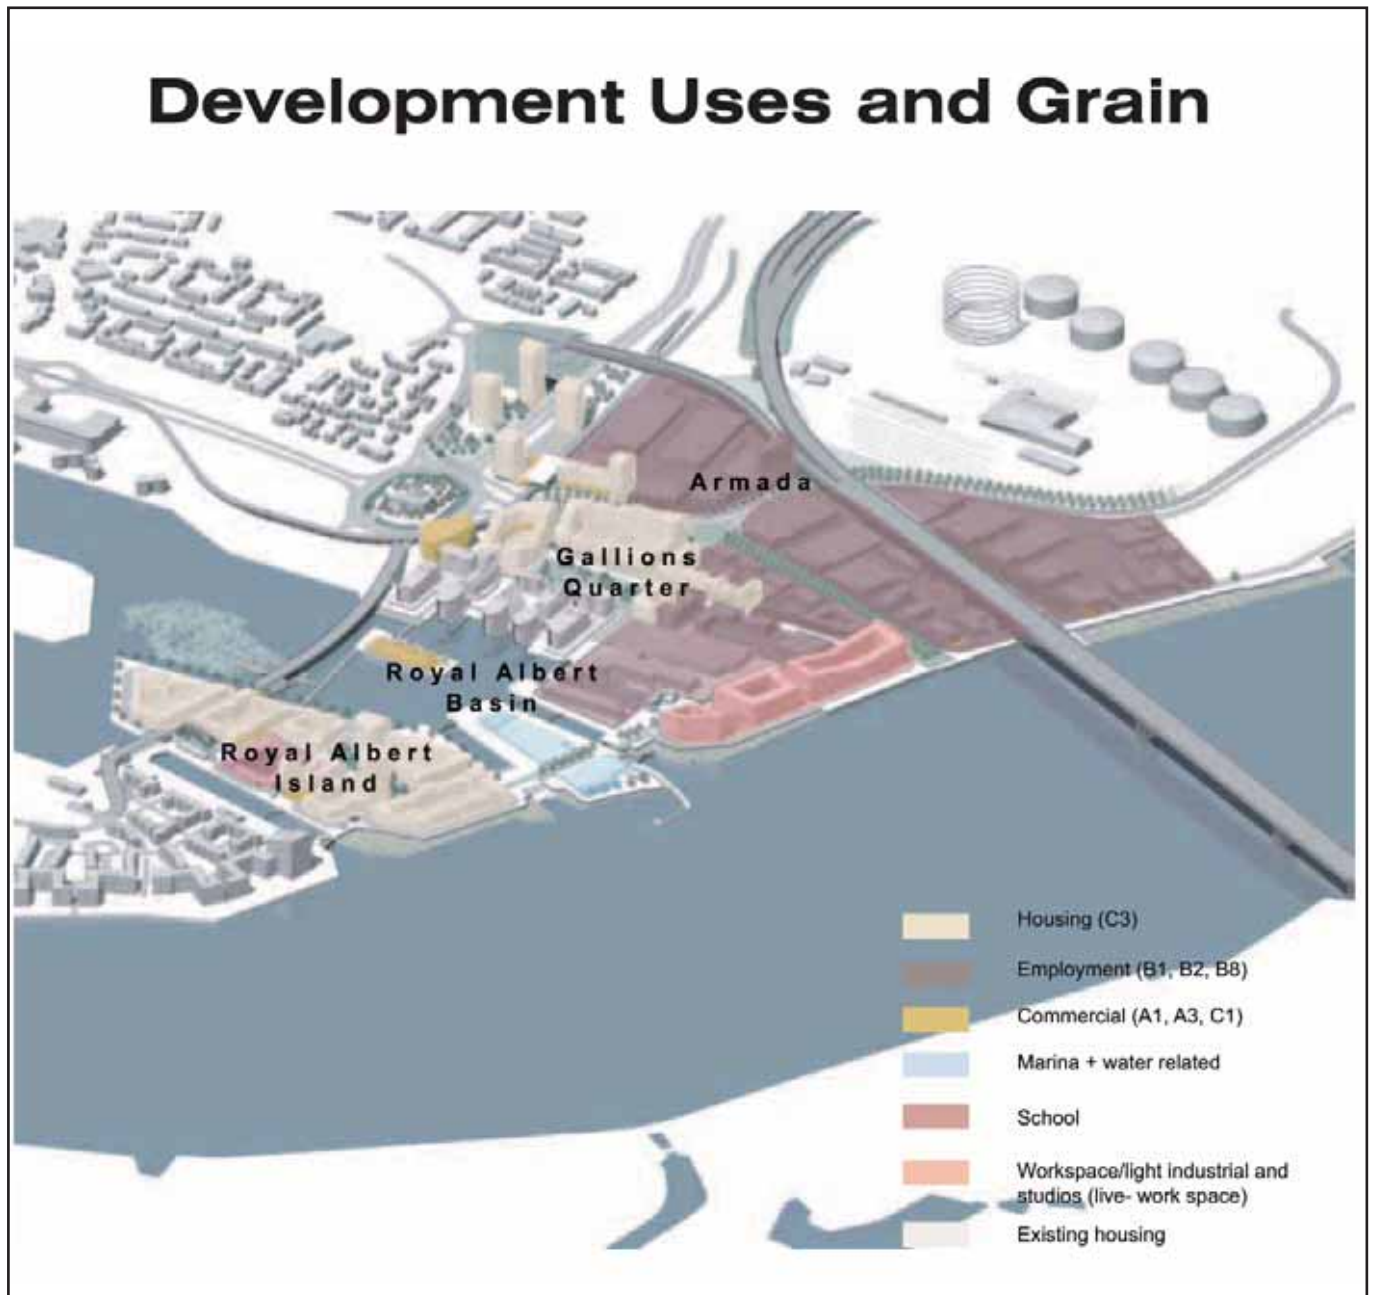 Development Uses and Grain
Armada
Gallions
Quarter
Royal Albert
Basin
Royal Albert
Island
Housing (C3)
Employment (B1, B2, B8)
Commercial (A1, A3, C1)
Marina + water related
School
Workspace/light industrial and
studios (live- work space)
Existing housing